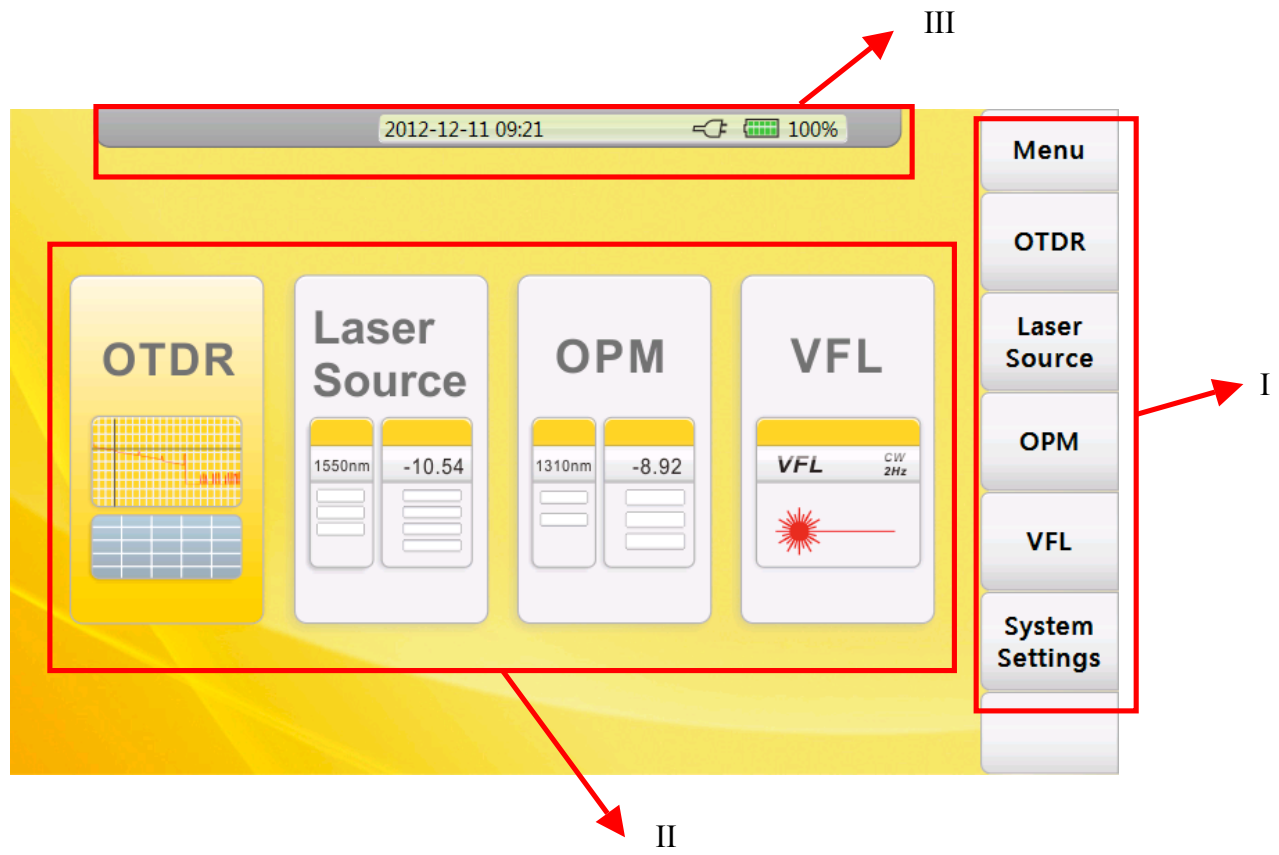 III
2012-12-11 09:21 100%
Menu
OTDR
Laser
Source
OPM
VFL
System
Settings
I
OTDR
Laser
Source
1550nm -10.54
OPM
1310nm -8.92
VFL
VFL CW
2Hz
II